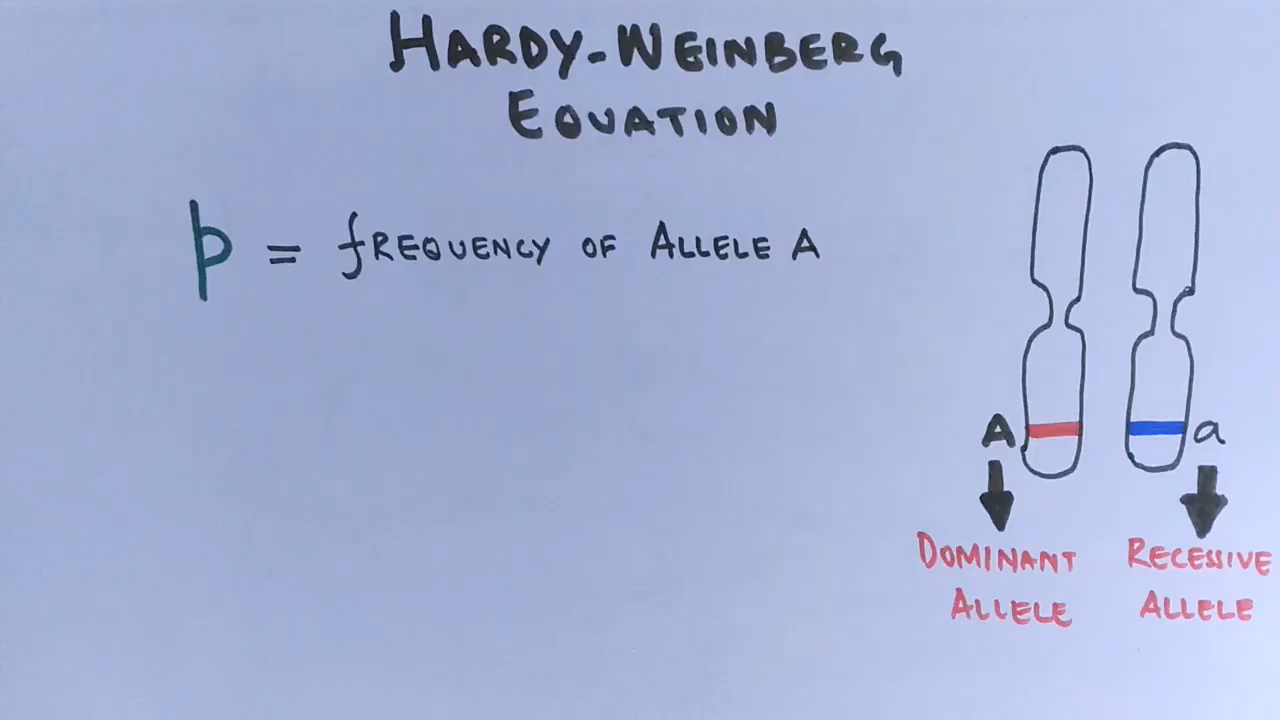 HARDY-WEINBERG
EQUATION
p = fREQUENCY OF ALLELE A
A a
DOMINANT ALLELE
RECESSIVE ALLELE